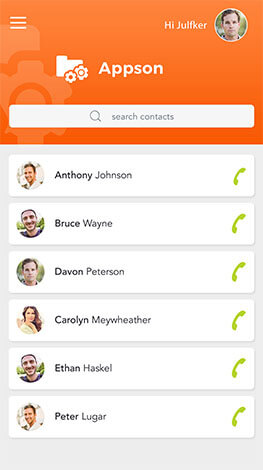 Hi Julfker
Appson
search contacts
Anthony Johnson
Bruce Wayne
Davon Peterson
Carolyn Meywheather
Ethan Haskel
Peter Lugar